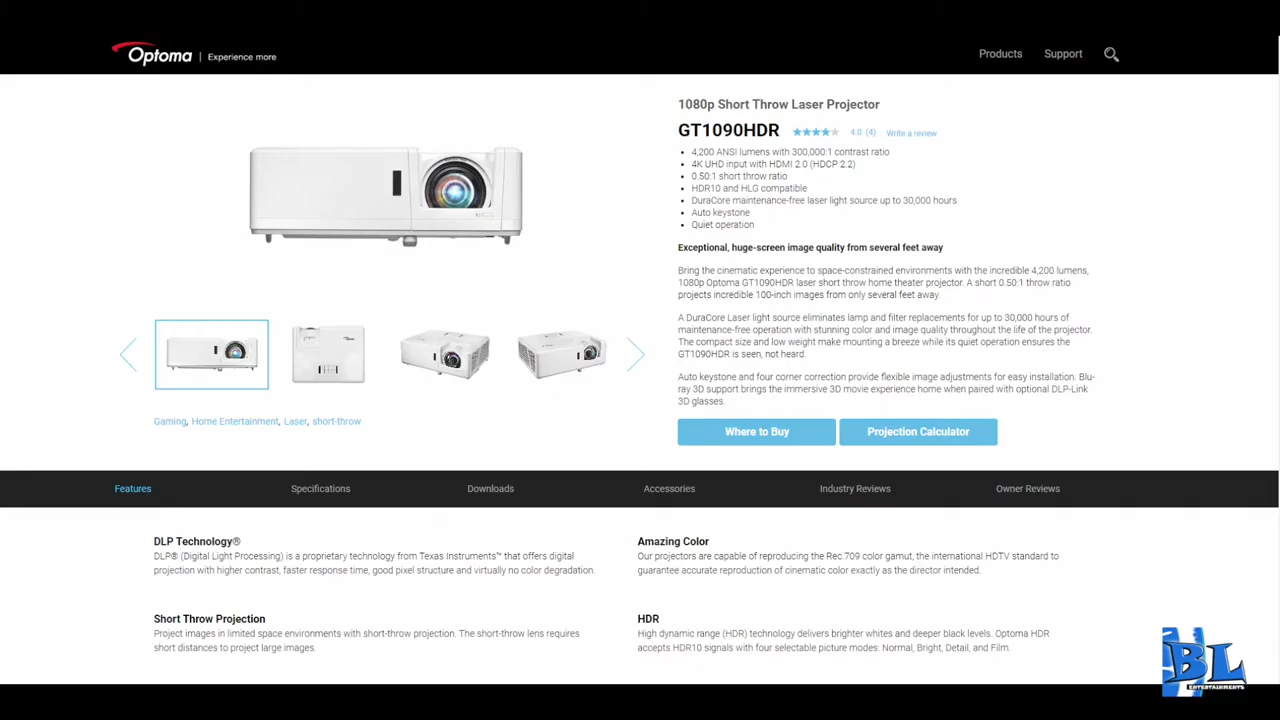 Optoma | Experience more
Products
Support
1080p Short Throw Laser Projector
GT1090HDR
4.0 (4)
Write a review
4,200 ANSI lumens with 300,000:1 contrast ratio
4K UHD input with HDMI 2.0 (HDCP 2.2)
0.50:1 short throw ratio
HDR10 and HLG compatible
DuraCore maintenance-free laser light source up to 30,000 hours
Auto keystone
Quiet operation
Exceptional, huge-screen image quality from several feet away
Bring the cinematic experience to space-constrained environments with the incredible 4,200 lumens,
1080p Optoma GT1090HDR laser short throw home theater projector. A short 0.50:1 throw ratio
projects incredible 100-inch images from only several feet away.
A DuraCore Laser light source eliminates lamp and filter replacements for up to 30,000 hours of
maintenance-free operation with stunning color and image quality throughout the life of the projector.
The compact size and low weight make mounting a breeze while its quiet operation ensures the
GT1090HDR is seen, not heard.
Auto keystone and four corner correction provide flexible image adjustments for easy installation. Blu-
ray 3D support brings the immersive 3D movie experience home when paired with optional DLP-Link
3D glasses.
Gaming, Home Entertainment, Laser, short-throw
Where to Buy
Projection Calculator
Features
Specifications
Downloads
Accessories
Industry Reviews
Owner Reviews
DLP Technology®
DLP® (Digital Light Processing) is a proprietary technology from Texas Instruments™ that offers digital
projection with higher contrast, faster response time, good pixel structure and virtually no color degradation.
Amazing Color
Our projectors are capable of reproducing the Rec.709 color gamut, the international HDTV standard to
guarantee accurate reproduction of cinematic color exactly as the director intended.
Short Throw Projection
Project images in limited space environments with short-throw projection. The short-throw lens requires
short distances to project large images.
HDR
High dynamic range (HDR) technology delivers brighter whites and deeper black levels. Optoma HDR
accepts HDR10 signals with four selectable picture modes: Normal, Bright, Detail, and Film.
BL
ENTERTAINMENTS